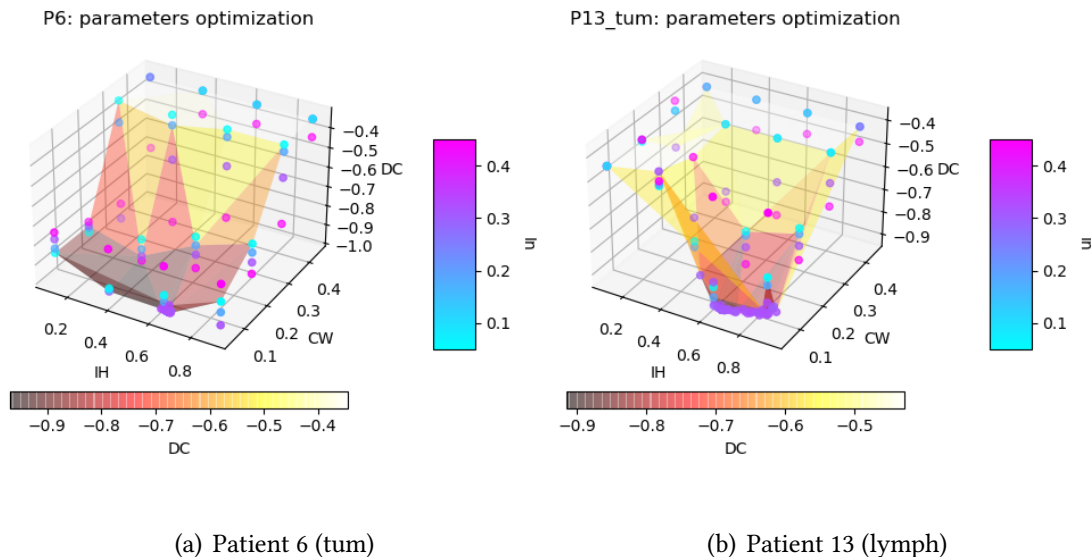 P6: parameters optimization
−0.4
−0.5
−0.6
−0.7
−0.8
−0.9
−1.0
DC
0.4
0.3
0.2
0.1
CW
0.2
0.4
0.6
0.8
IH
0.4
0.3
0.2
0.1
In
−0.9 −0.8 −0.7 −0.6 −0.5 −0.4
DC
(a) Patient 6 (tum)
P13_tum: parameters optimization
−0.4
−0.5
−0.6
−0.7
−0.8
−0.9
DC
0.4
0.3
0.2
0.1
CW
0.2
0.4
0.6
0.8
IH
0.4
0.3
0.2
0.1
In
−0.9 −0.8 −0.7 −0.6 −0.5
DC
(b) Patient 13 (lymph)